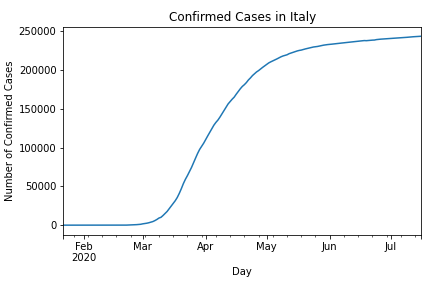 Confirmed Cases in Italy
250000
200000
150000
100000
50000
0
Number of Confirmed Cases
Feb Mar Apr May Jun Jul
2020
Day